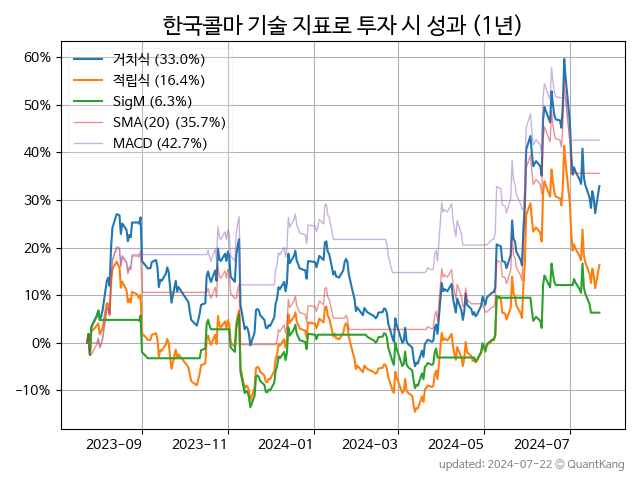 한국콜마 기술 지표로 투자 시 성과 (1년)
60%
50%
40%
30%
20%
10%
0%
−10%
거치식 (33.0%)
적립식 (16.4%)
SigM (6.3%)
SMA(20) (35.7%)
MACD (42.7%)
2023-09 2023-11 2024-01 2024-03 2024-05 2024-07
updated: 2024-07-22 © QuantKang